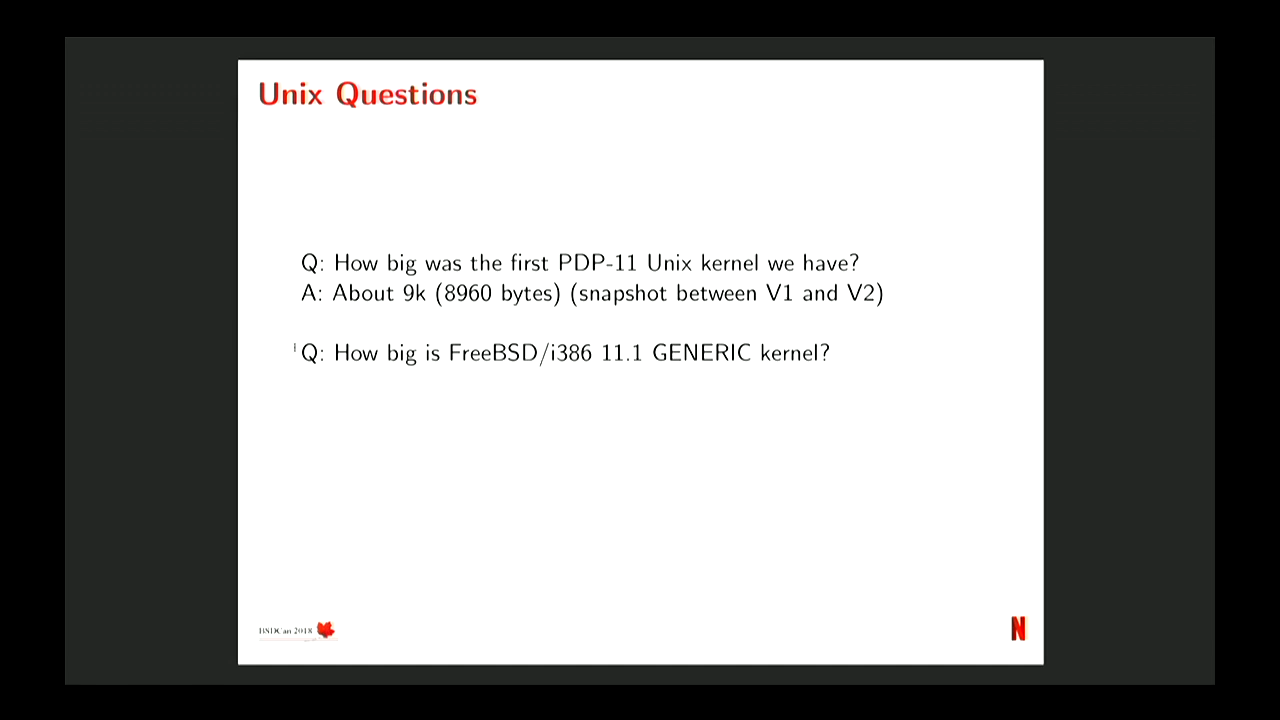 Unix Questions
Q: How big was the first PDP-11 Unix kernel we have?
A: About 9k (8960 bytes) (snapshot between V1 and V2)
Q: How big is FreeBSD/i386 11.1 GENERIC kernel?
BSDCan 2018
N